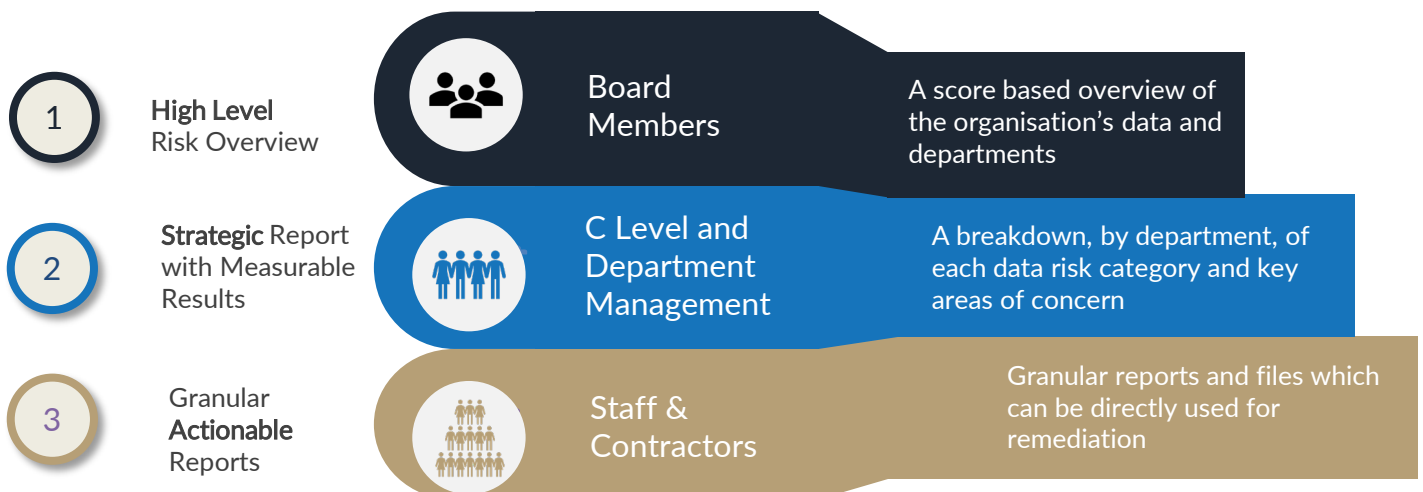 1
High Level
Risk Overview
Board
Members
A score based overview of
the organisation’s data and
departments
2
Strategic Report
with Measurable
Results
C Level and
Department
Management
A breakdown, by department, of
each data risk category and key
areas of concern
3
Granular
Actionable
Reports
Staff &
Contractors
Granular reports and files which
can be directly used for
remediation